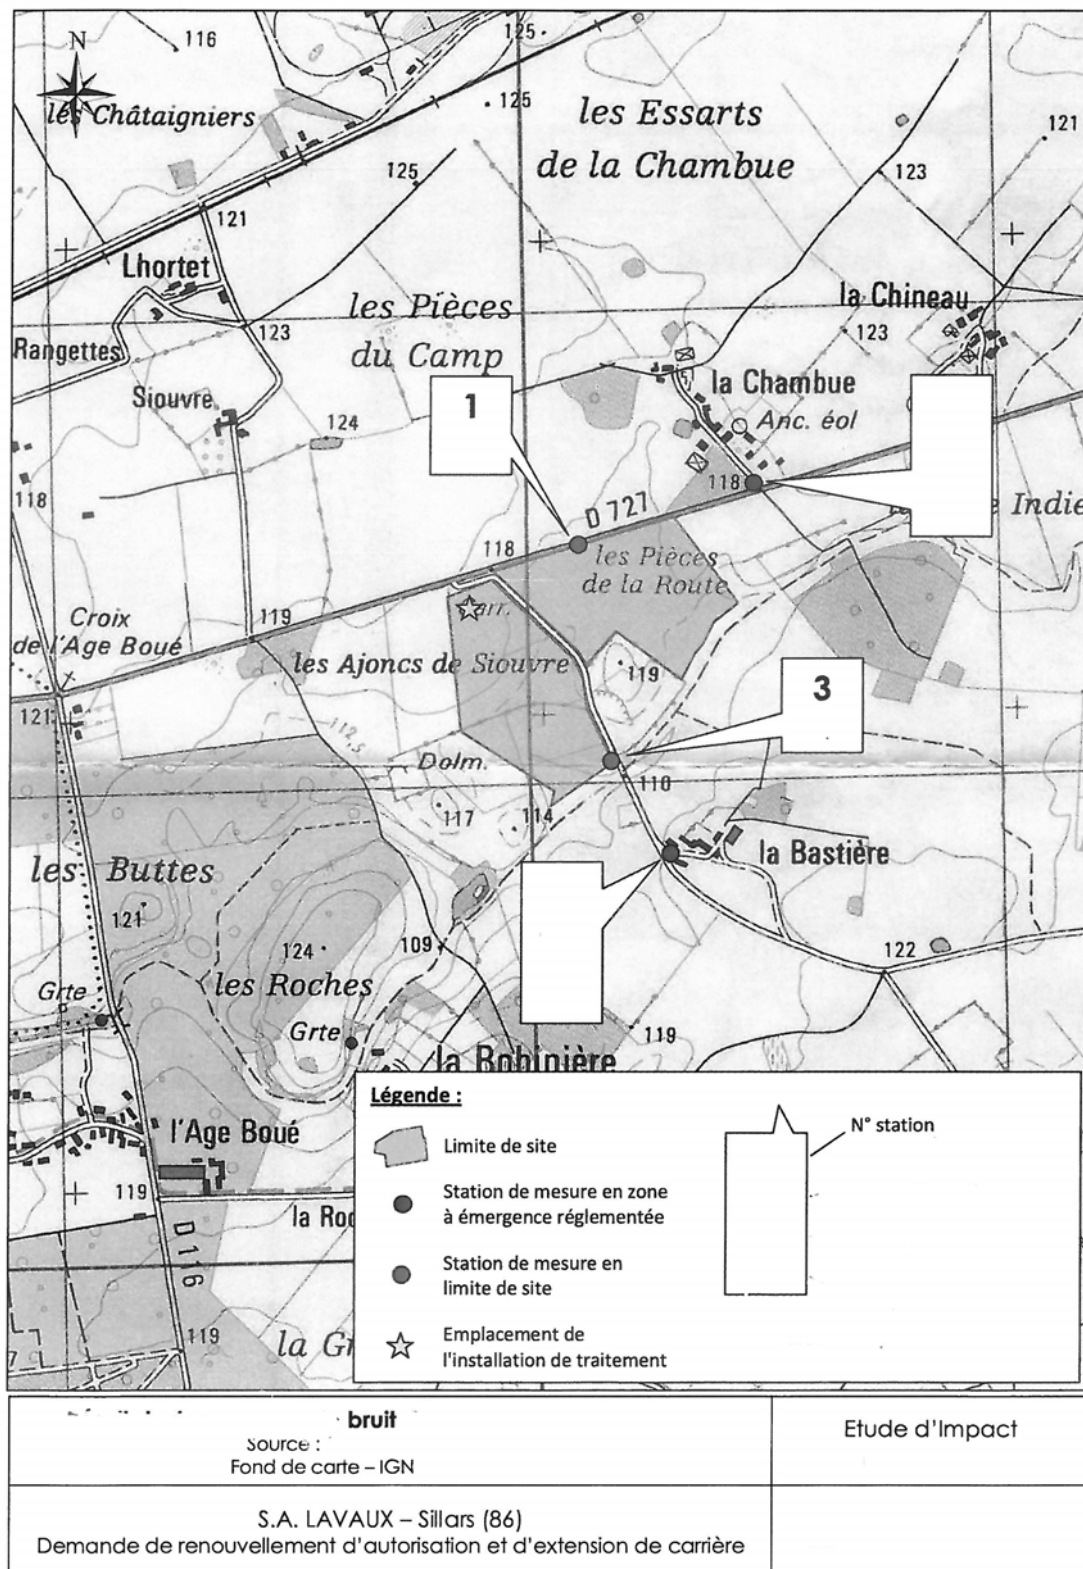 116
125
N
les Châtaigniers
125
les Essarts
de la Chambue
121
125
123
121
Lhortet
la Chineau
les Pièces
du Camp
123
123
Rangettes
la Chambue
Siouvre
1
Anc. éol
124
118
118
D 727
Indie
118
les Pièces
de la Route
Croix
de l'Age Boué
119
arr.
les Ajoncs de Siouvre
119
3
121
112,5
Dolm.
110
117
114
les Buttes
la Bastière
121
124
109
122
les Roches
Grte
Grte
119
la Robinière
Légende :
N° station
l'Age Boué
Limite de site
Station de mesure en zone
à émergence réglementée
119
la Roc
Station de mesure en
limite de site
D 116
119
la Gr
Emplacement de
l'installation de traitement
7
bruit
Etude d'Impact
Source :
Fond de carte – IGN
S.A. LAVAUX – Sillars (86)
Demande de renouvellement d'autorisation et d'extension de carrière